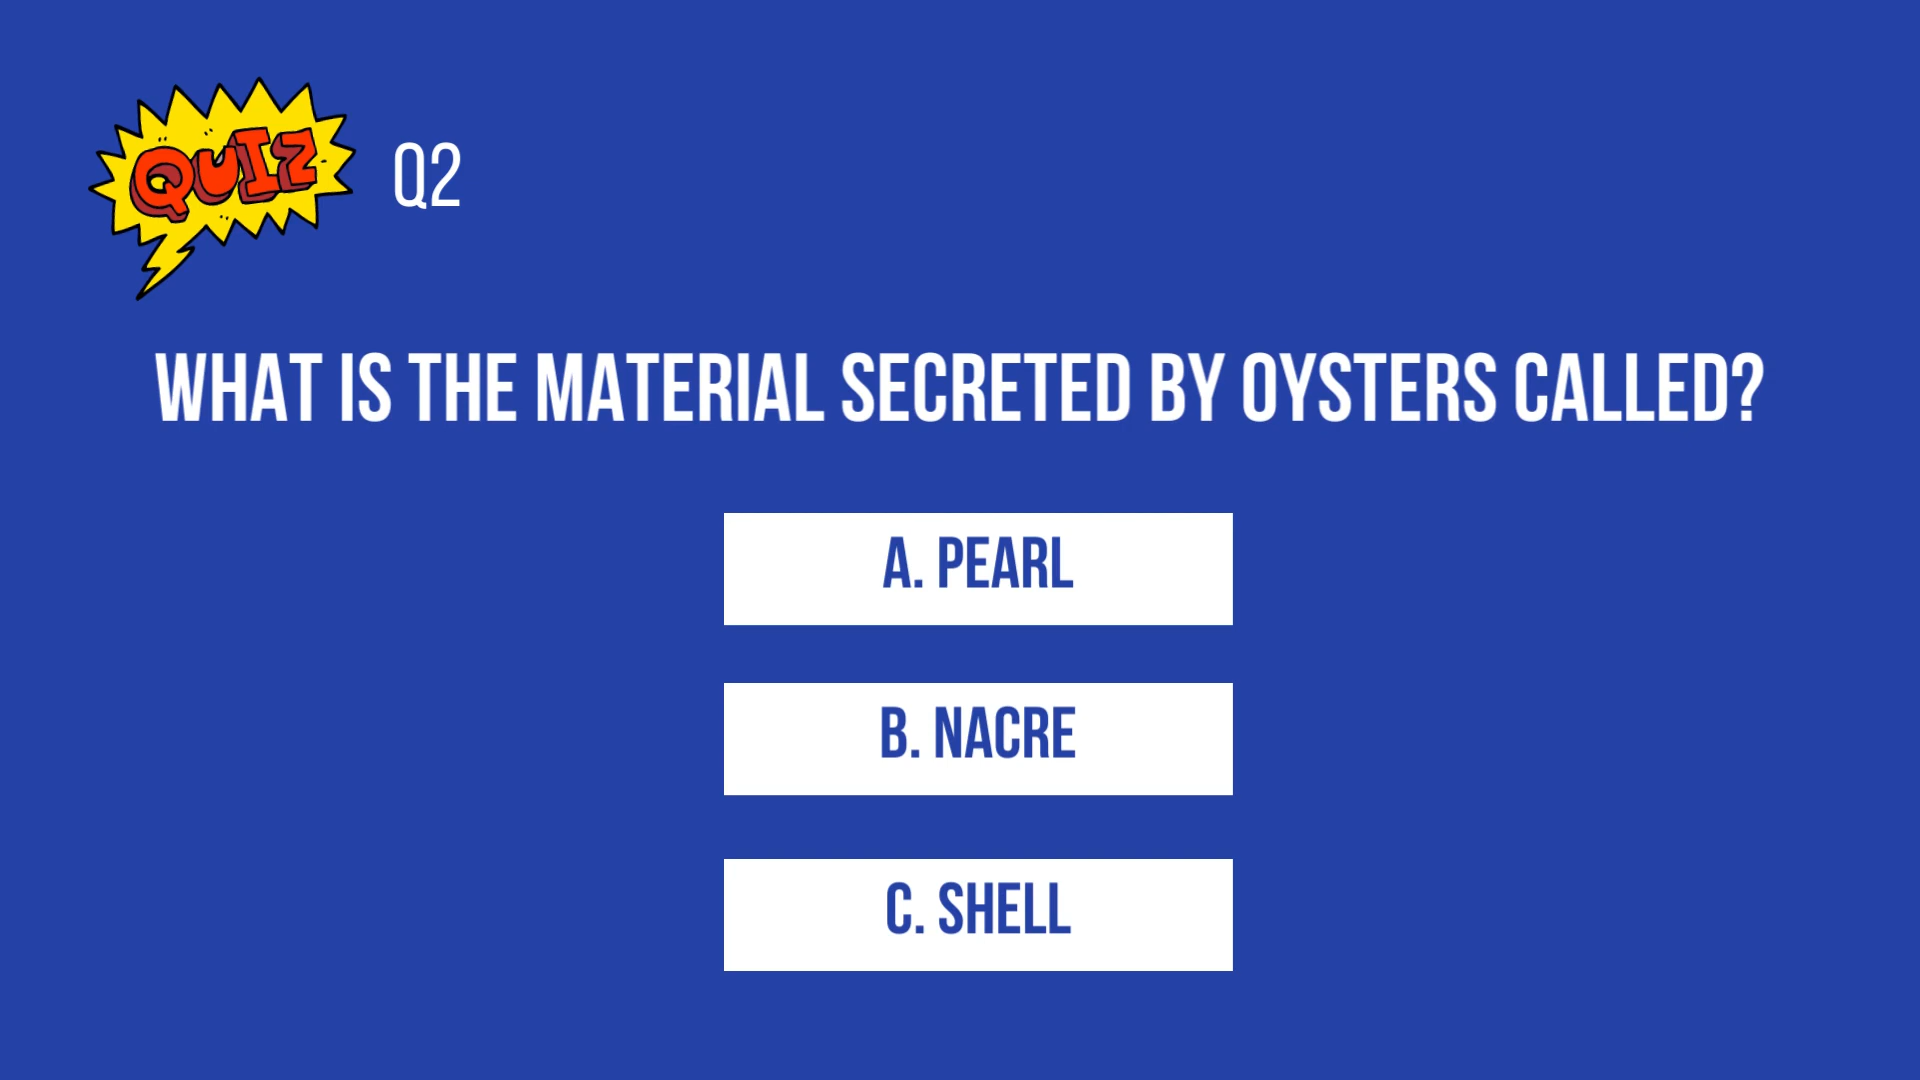 QUIZ
Q2
WHAT IS THE MATERIAL SECRETED BY OYSTERS CALLED?
A. PEARL
B. NACRE
C. SHELL